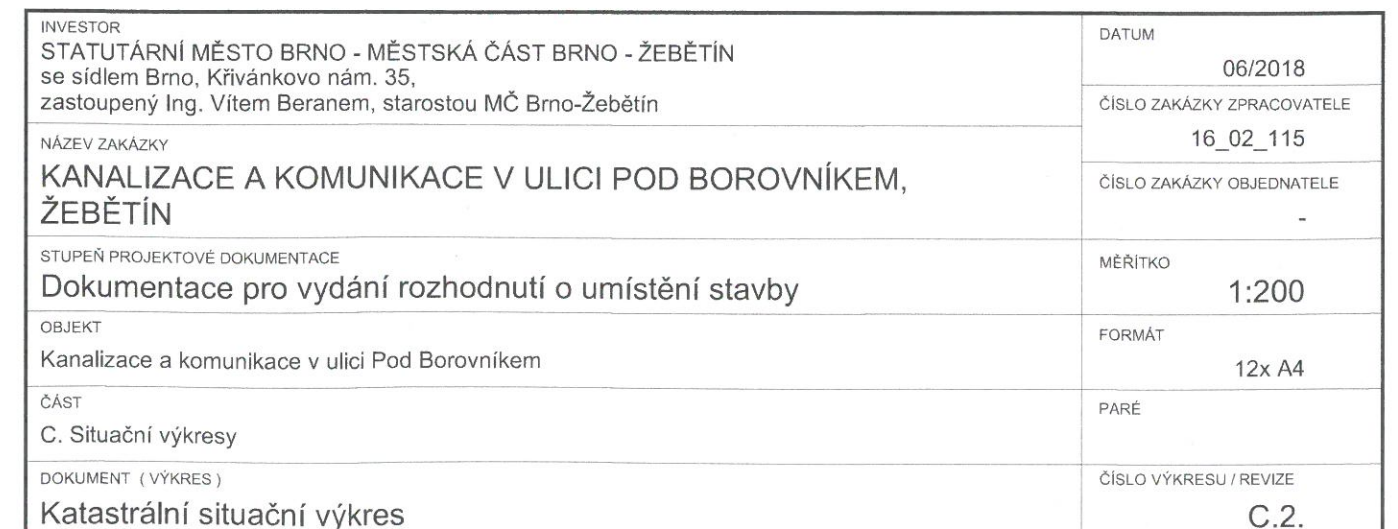 INVESTOR
STATUTÁRNÍ MĚSTO BRNO - MĚSTSKÁ ČÁST BRNO - ŽEBĚTÍN
se sídlem Brno, Křivánkovo nám. 35,
zastoupený Ing. Vítem Beranem, starostou MČ Brno-Žebětín
DATUM
06/2018
ČÍSLO ZAKÁZKY ZPRACOVATELE
16_02_115
NÁZEV ZAKÁZKY
KANALIZACE A KOMUNIKACE V ULICI POD BOROVNÍKEM,
ŽEBĚTÍN
ČÍSLO ZAKÁZKY OBJEDNATELE
-
STUPEŇ PROJEKTOVÉ DOKUMENTACE
Dokumentace pro vydání rozhodnutí o umístění stavby
MĚŘÍTKO
1:200
OBJEKT
Kanalizace a komunikace v ulici Pod Borovníkem
FORMÁT
12x A4
ČÁST
C. Situační výkresy
PARÉ
DOKUMENT ( VÝKRES )
Katastrální situační výkres
ČÍSLO VÝKRESU / REVIZE
C.2.